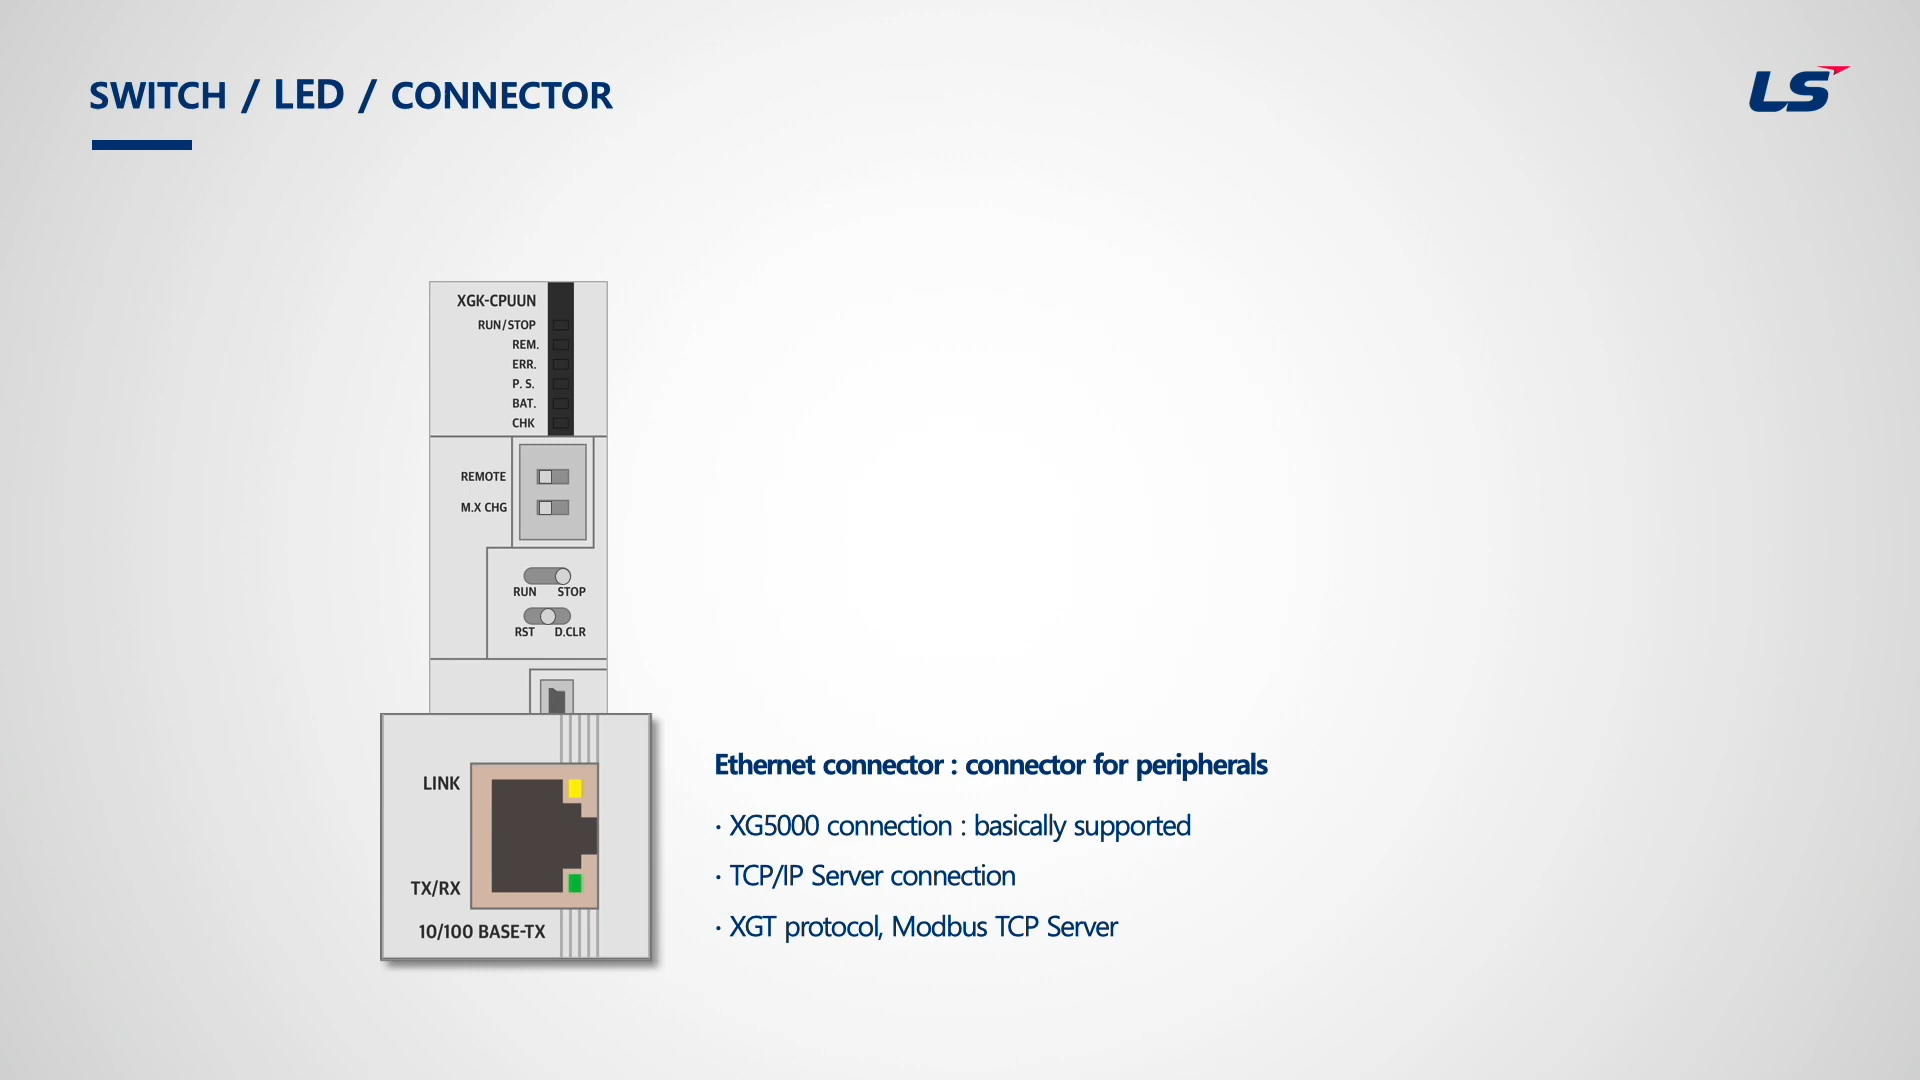 SWITCH / LED / CONNECTOR
LS
XGK-CPUUN
RUN/STOP
REM.
ERR.
P. S.
BAT.
CHK
REMOTE
M.X CHG
RUN STOP
RST D.CLR
LINK
TX/RX
10/100 BASE-TX
Ethernet connector : connector for peripherals
· XG5000 connection : basically supported
· TCP/IP Server connection
· XGT protocol, Modbus TCP Server